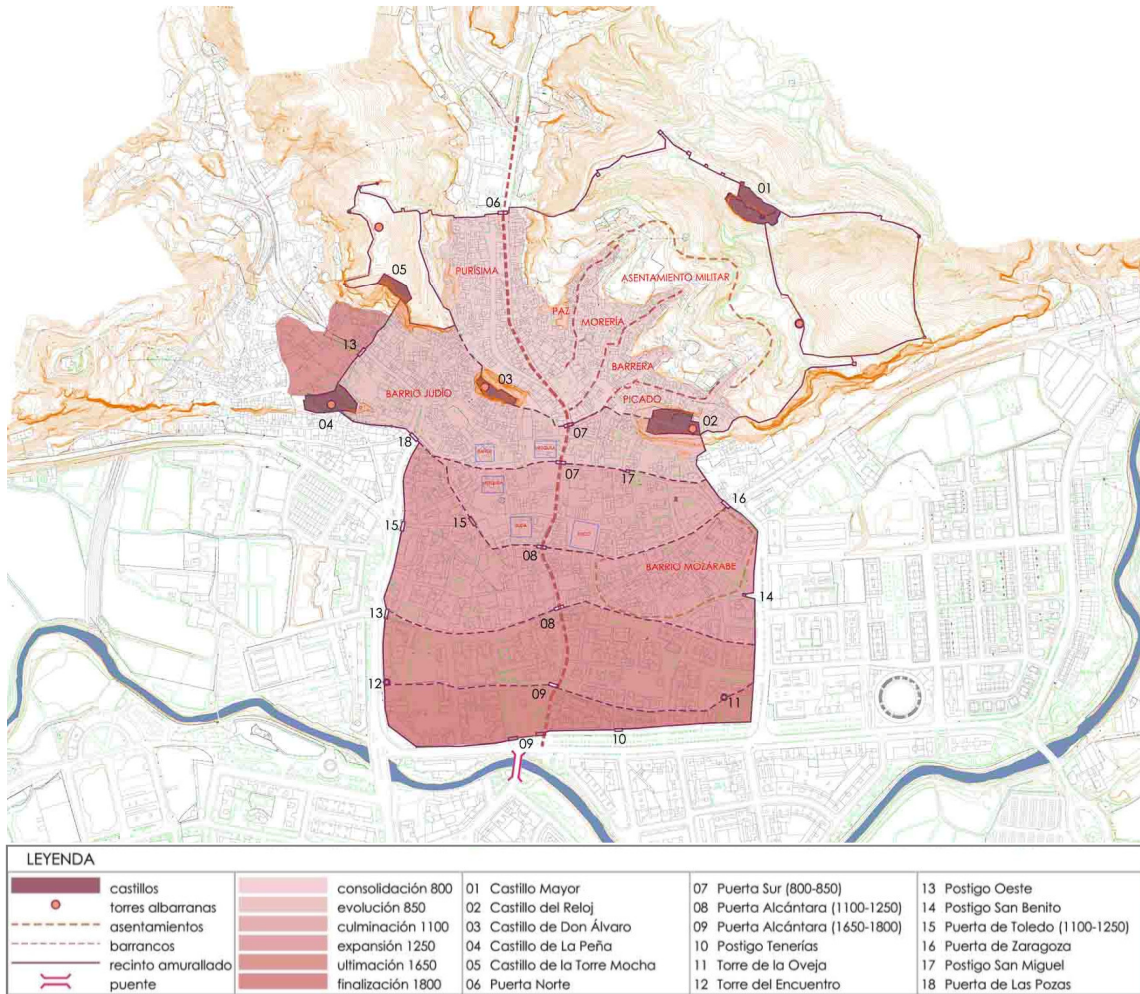 01
06
PURÍSIMA
ASENTAMIENTO MILITAR
05
PAZ
MORERÍA
13
BARRERA
03
BARRIO JUDÍO
PICADO
04
02
07
18
07
17
16
15
15
08
BARRIO MOZÁRABE
14
13
08
12
09
11
09
10
LEYENDA
castillos
torres albarranas
asentamientos
barrancos
recinto amurallado
puente
consolidación 800
evolución 850
culminación 1100
expansión 1250
ultimación 1650
finalización 1800
01 Castillo Mayor
02 Castillo del Reloj
03 Castillo de Don Álvaro
04 Castillo de La Peña
05 Castillo de la Torre Mocha
06 Puerta Norte
07 Puerta Sur (800-850)
08 Puerta Alcántara (1100-1250)
09 Puerta Alcántara (1650-1800)
10 Postigo Tenerías
11 Torre de la Oveja
12 Torre del Encuentro
13 Postigo Oeste
14 Postigo San Benito
15 Puerta de Toledo (1100-1250)
16 Puerta de Zaragoza
17 Postigo San Miguel
18 Puerta de Las Pozas